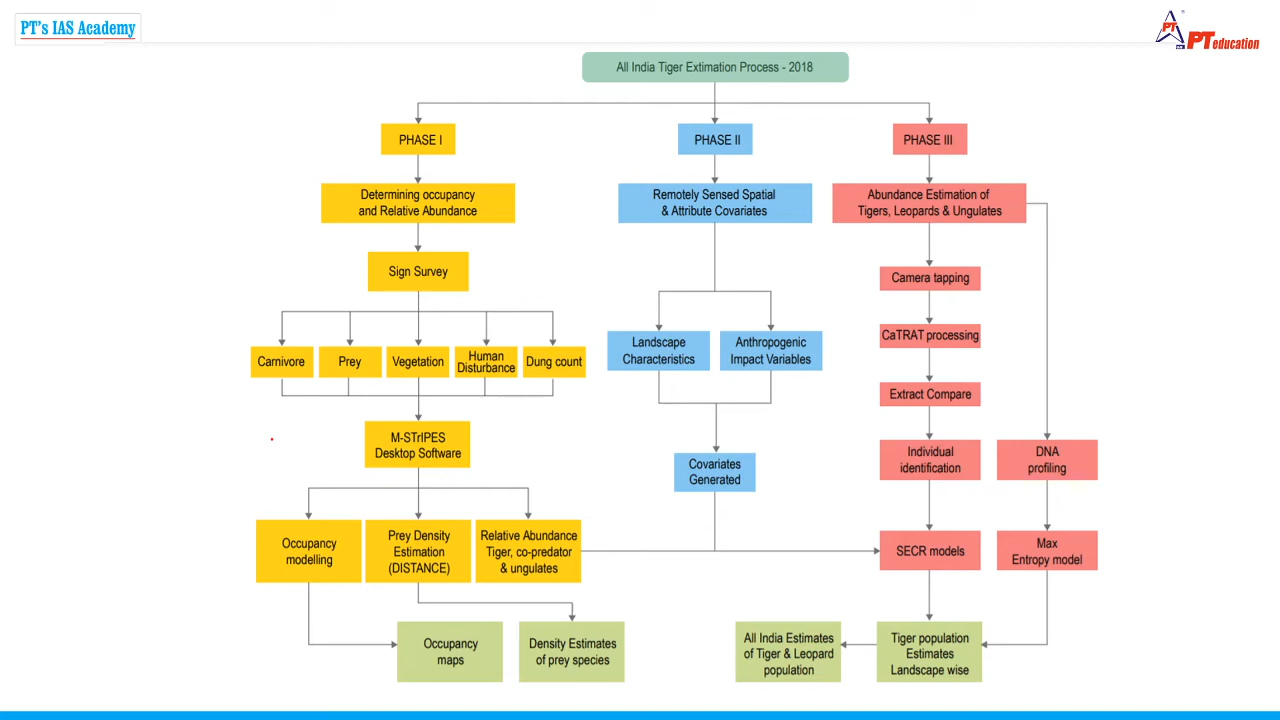 PT's IAS Academy
PT
PT education
All India Tiger Extimation Process - 2018
PHASE I
PHASE II
PHASE III
Determining occupancy
and Relative Abundance
Remotely Sensed Spatial
& Attribute Covariates
Abundance Estimation of
Tigers, Leopards & Ungulates
Sign Survey
Camera tapping
CaTRAT processing
Carnivore
Prey
Vegetation
Human
Disturbance
Dung count
Landscape
Characteristics
Anthropogenic
Impact Variables
Extract Compare
M-STrIPES
Desktop Software
Covariates
Generated
Individual
identification
DNA
profiling
Occupancy
modelling
Prey Density
Estimation
(DISTANCE)
Relative Abundance
Tiger, co-predator
& ungulates
SECR models
Max
Entropy model
Occupancy
maps
Density Estimates
of prey species
All India Estimates
of Tiger & Leopard
population
Tiger population
Estimates
Landscape wise